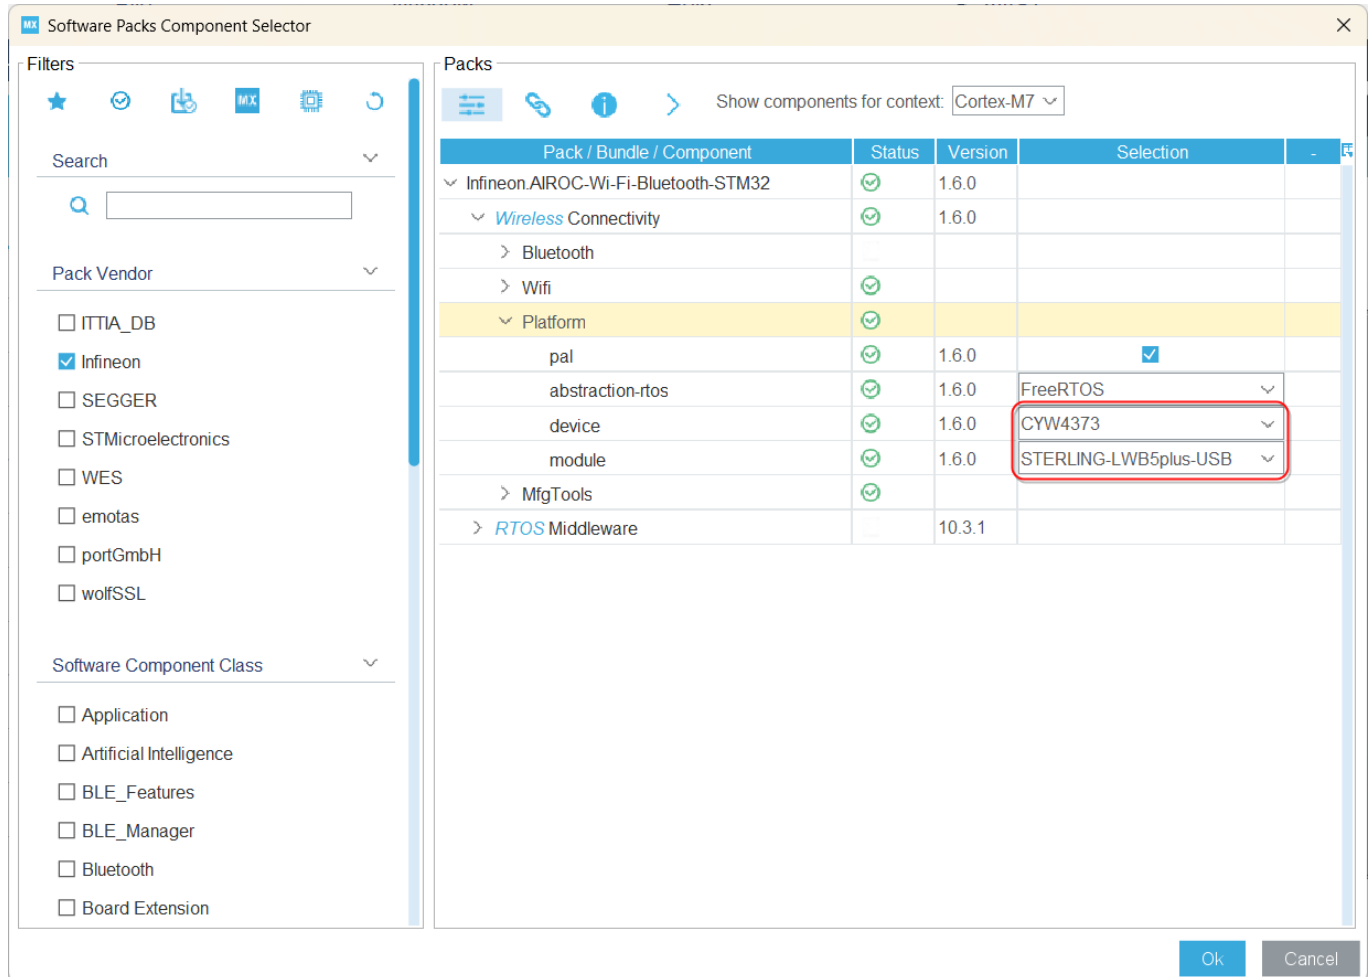 MX Software Packs Component Selector
Filters
MX
Search
Pack Vendor
ITTIA_DB
Infineon
SEGGER
STMicroelectronics
WES
emotas
portGmbH
wolfSSL
Software Component Class
Application
Artificial Intelligence
BLE_Features
BLE_Manager
Bluetooth
Board Extension
Packs
Show components for context: Cortex-M7
Pack / Bundle / Component Status Version Selection -
Infineon.AIROC-Wi-Fi-Bluetooth-STM32 1.6.0
Wireless Connectivity 1.6.0
Bluetooth
Wifi
Platform
pal 1.6.0
abstraction-rtos 1.6.0 FreeRTOS
device 1.6.0 CYW4373
module 1.6.0 STERLING-LWB5plus-USB
MfgTools
RTOS Middleware 10.3.1
Ok Cancel